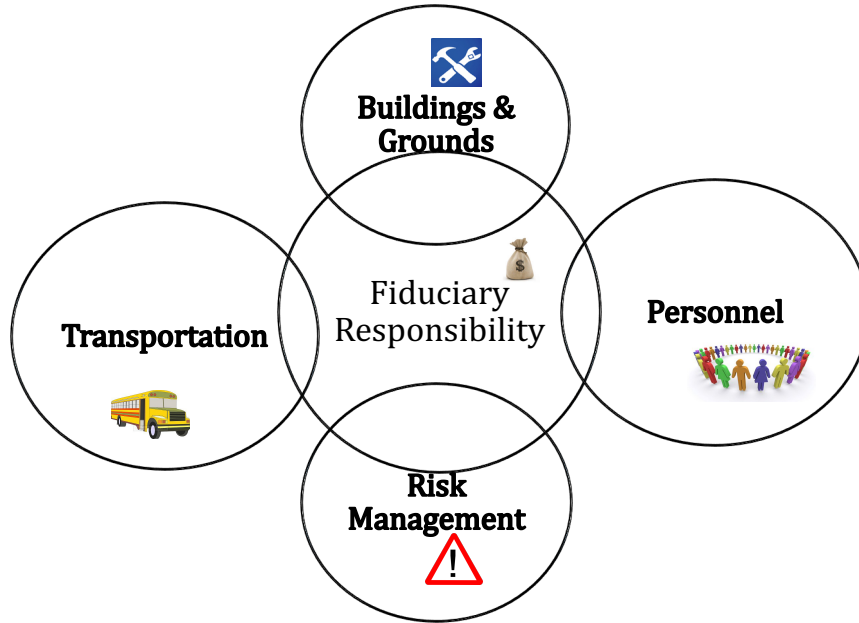 Buildings &
Grounds
Fiduciary
Responsibility
$
Transportation
Personnel
Risk
Management
!